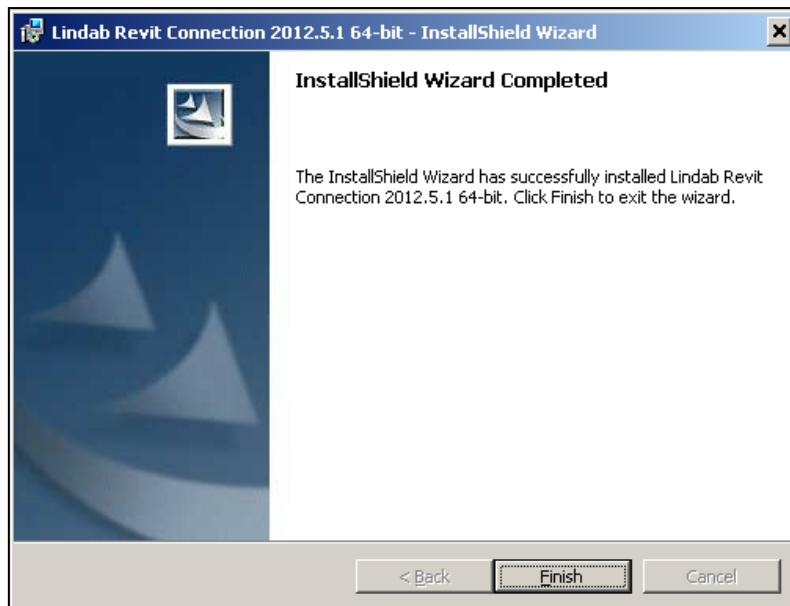 Lindab Revit Connection 2012.5.1 64-bit - InstallShield Wizard
InstallShield Wizard Completed
The InstallShield Wizard has successfully installed Lindab Revit
Connection 2012.5.1 64-bit. Click Finish to exit the wizard.
< Back
Finish
Cancel